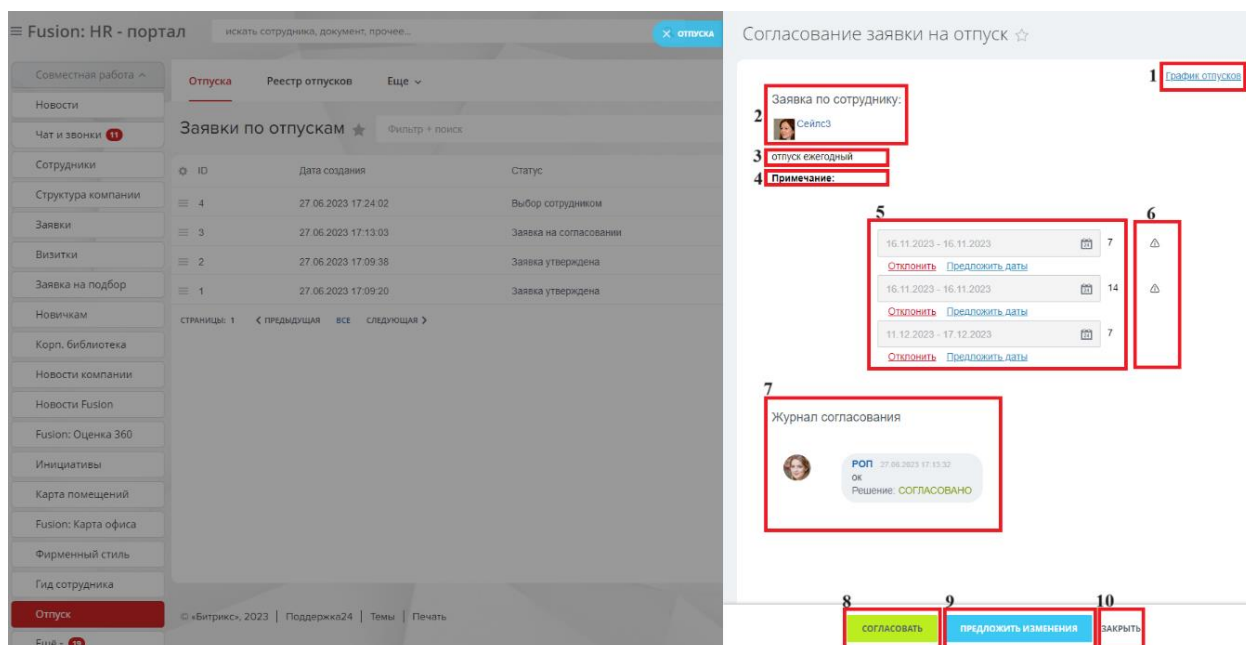 Fusion: HR - портал
искать сотрудника, документ, прочее...
ОТПУСКА
Совместная работа
Новости
Чат и звонки 11
Сотрудники
Структура компании
Заявки
Визитки
Заявка на подбор
Новичкам
Корп. библиотека
Новости компании
Новости Fusion
Fusion: Оценка 360
Инициативы
Карта помещений
Fusion: Карта офиса
Фирменный стиль
Гид сотрудника
Отпуск
Ещё - 19
Отпуска Реестр отпусков Еще
Заявки по отпускам Фильтр + поиск
ID Дата создания Статус
4 27.06.2023 17:24:02 Выбор сотрудником
3 27.06.2023 17:13:03 Заявка на согласовании
2 27.06.2023 17:09:38 Заявка утверждена
1 27.06.2023 17:09:20 Заявка утверждена
СТРАНИЦЫ: 1 ПРЕДЫДУЩАЯ ВСЕ СЛЕДУЮЩАЯ
© «Битрикс», 2023 | Поддержка24 | Темы | Печать
Согласование заявки на отпуск
1 График отпусков
Заявка по сотруднику:
2 Сейлс3
3 отпуск ежегодный
4 Примечание:
5 6
16.11.2023 - 16.11.2023 7
Отклонить Предложить даты
16.11.2023 - 16.11.2023 14
Отклонить Предложить даты
11.12.2023 - 17.12.2023 7
Отклонить Предложить даты
7
Журнал согласования
РОП 27.06.2023 17:13:32
ок
Решение: СОГЛАСОВАНО
8 9 10
СОГЛАСОВАТЬ ПРЕДЛОЖИТЬ ИЗМЕНЕНИЯ ЗАКРЫТЬ